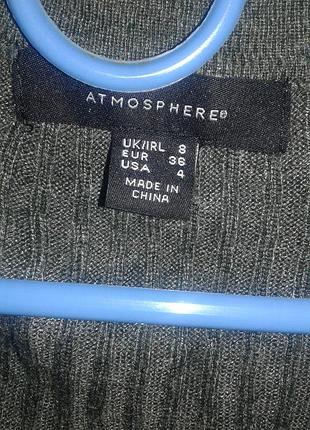 ATMOSPHERE®
UK/IRL 8
EUR 36
USA 4
MADE IN
CHINA